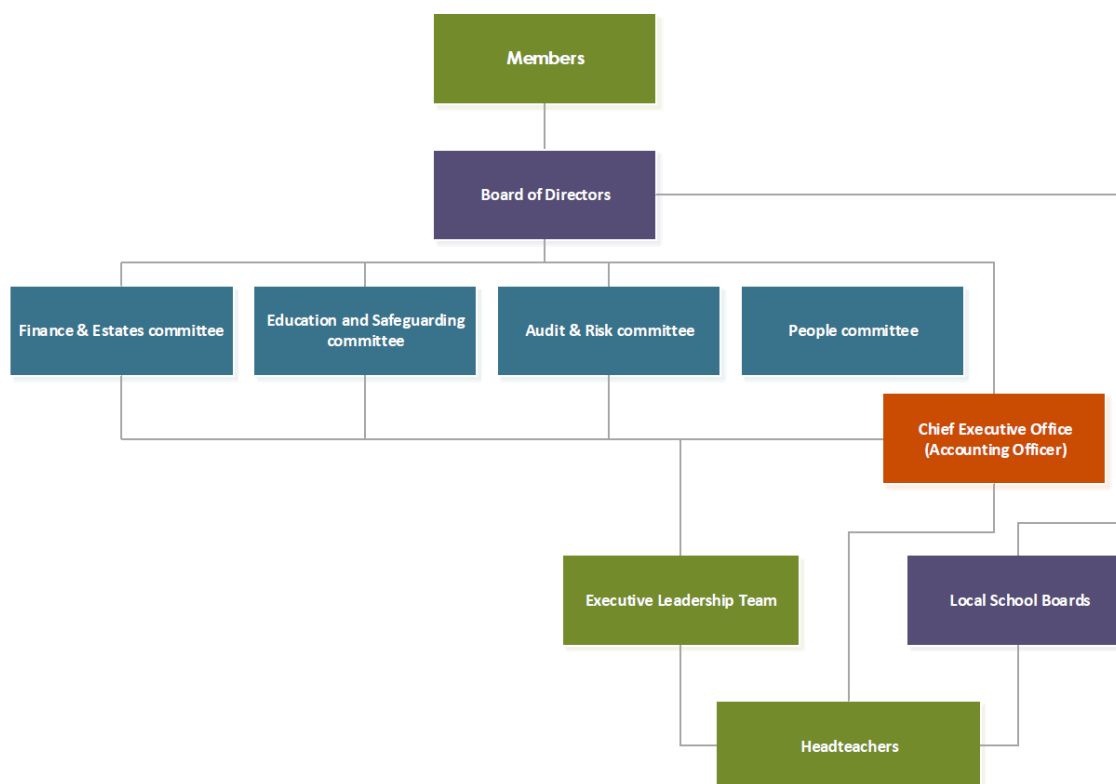 Members
Board of Directors
Finance & Estates committee
Education and Safeguarding
committee
Audit & Risk committee
People committee
Chief Executive Office
(Accounting Officer)
Executive Leadership Team
Local School Boards
Headteachers